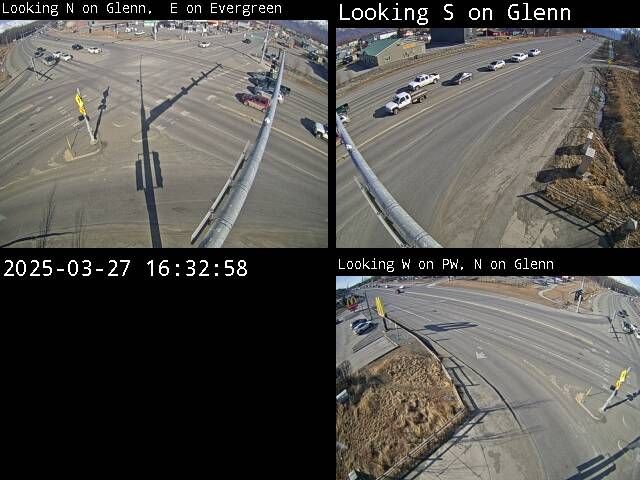 Looking N on Glenn,  E on Evergreen
Looking S on Glenn
2025-03-27 16:32:58
Looking W on PW, N on Glenn